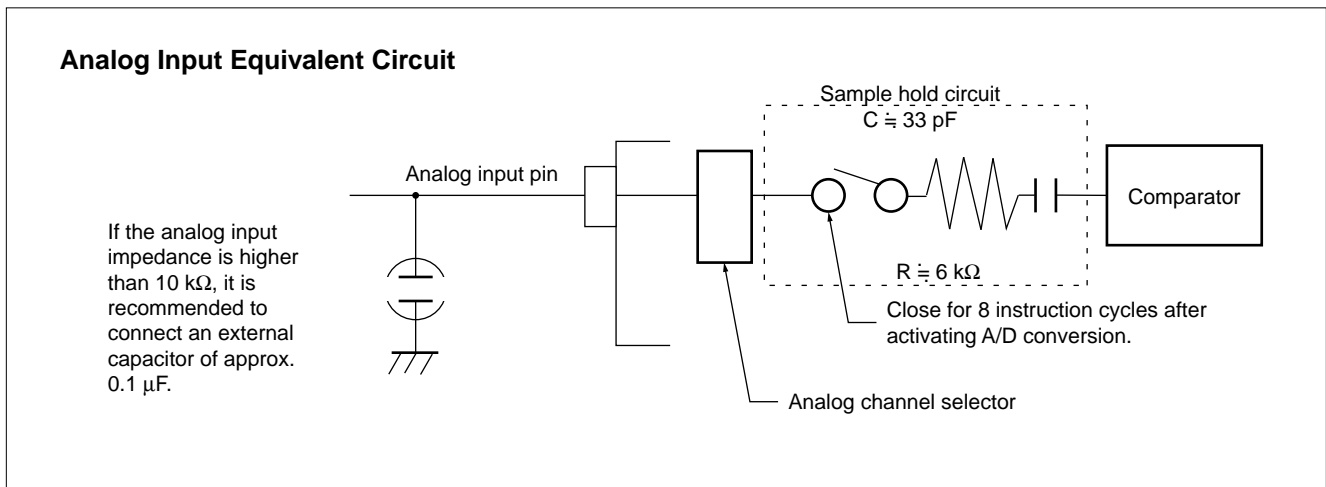 Analog Input Equivalent Circuit
Sample hold circuit
C ≒ 33 pF
Analog input pin
Comparator
If the analog input
impedance is higher
than 10 kΩ, it is
recommended to
connect an external
capacitor of approx.
0.1 µF.
R ≒ 6 kΩ
Close for 8 instruction cycles after
activating A/D conversion.
Analog channel selector